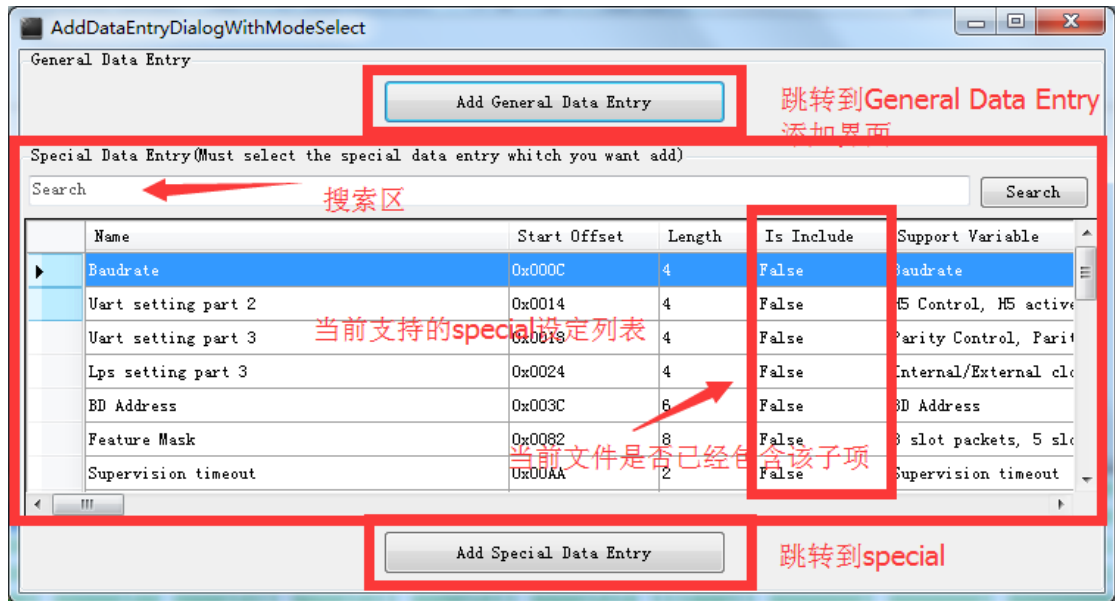 AddDataEntryDialogWithModeSelect
General Data Entry
Add General Data Entry
跳转到General Data Entry
添加界面
Special Data Entry(Must select the special data entry whitch you want add)
Search
搜索区
Search
Name Start Offset Length Is Include Support Variable
Baudrate 0x000C 4 False Baudrate
Uart setting part 2 0x0014 4 False H5 Control, H5 active
Uart setting part 3 0x0018 4 False Parity Control, Parit
当前支持的special设定列表
Lps setting part 3 0x0024 4 False Internal/External clo
BD Address 0x003C 6 False BD Address
Feature Mask 0x0082 8 False 3 slot packets, 5 slo
当前文件是否已经包含该子项
Supervision timeout 0x00AA 2 False Supervision timeout
Add Special Data Entry
跳转到special